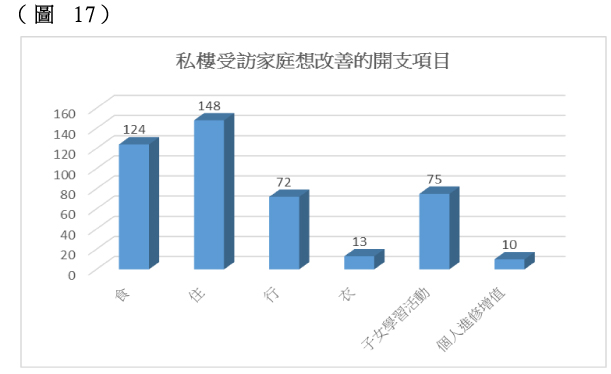 （圖 17）
私樓受訪家庭想改善的開支項目
160
140
120
100
80
60
40
20
0
124
148
72
13
75
10
食
住
行
衣
子女學習活動
個人進修增值